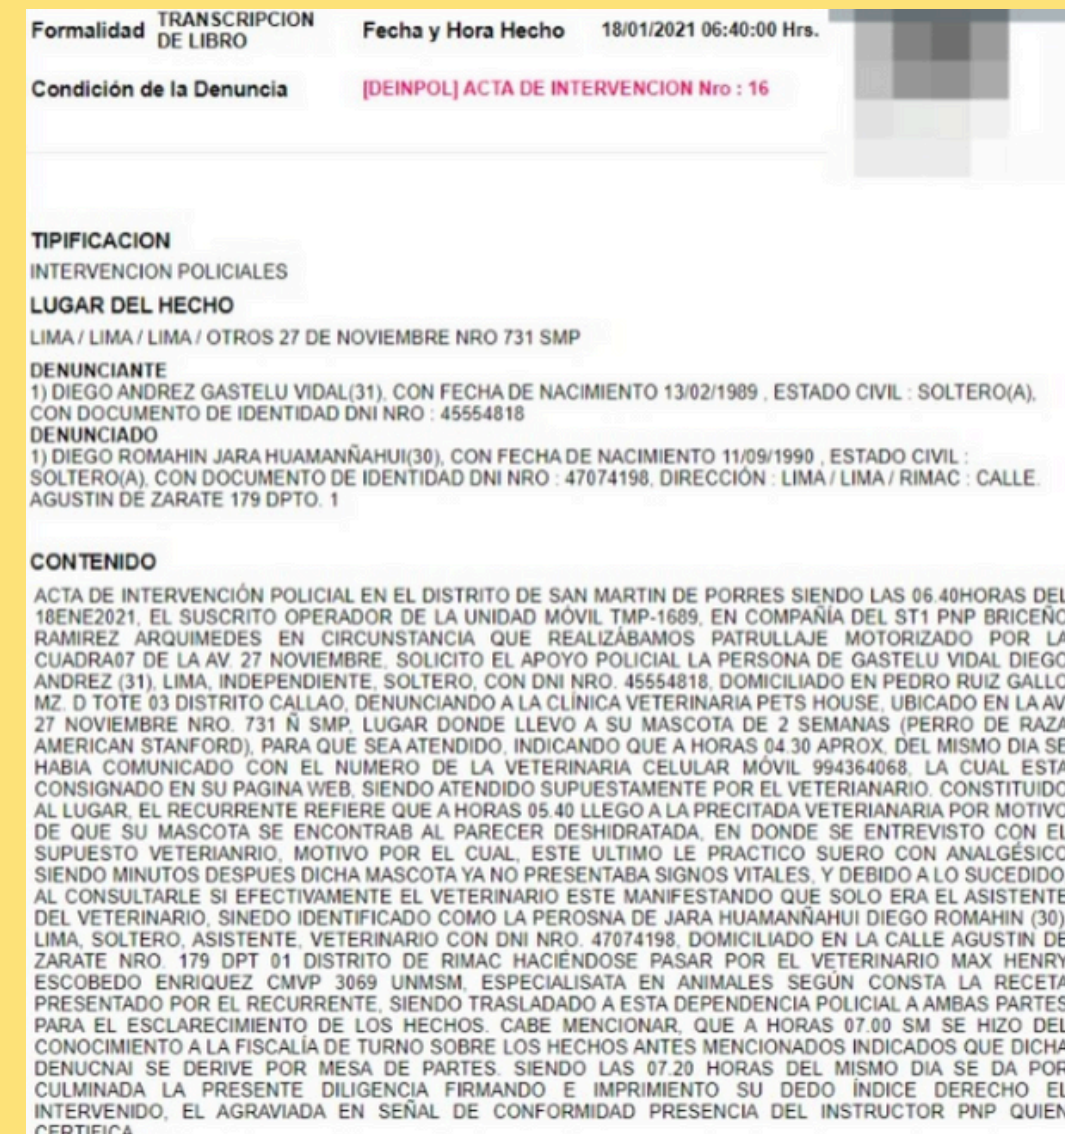 Formalidad TRANSCRIPCION DE LIBRO Fecha y Hora Hecho 18/01/2021 06:40:00 Hrs.
Condición de la Denuncia [DEINPOL] ACTA DE INTERVENCION Nro : 16
TIPIFICACION
INTERVENCION POLICIALES
LUGAR DEL HECHO
LIMA / LIMA / LIMA / OTROS 27 DE NOVIEMBRE NRO 731 SMP
DENUNCIANTE
1) DIEGO ANDREZ GASTELU VIDAL(31), CON FECHA DE NACIMIENTO 13/02/1989 , ESTADO CIVIL : SOLTERO(A),
CON DOCUMENTO DE IDENTIDAD DNI NRO : 45554818
DENUNCIADO
1) DIEGO ROMAHIN JARA HUAMANÑAHUI(30), CON FECHA DE NACIMIENTO 11/09/1990 , ESTADO CIVIL :
SOLTERO(A), CON DOCUMENTO DE IDENTIDAD DNI NRO : 47074198, DIRECCIÓN : LIMA / LIMA / RIMAC : CALLE.
AGUSTIN DE ZARATE 179 DPTO. 1
CONTENIDO
ACTA DE INTERVENCIÓN POLICIAL EN EL DISTRITO DE SAN MARTIN DE PORRES SIENDO LAS 06.40HORAS DEL
18ENE2021, EL SUSCRITO OPERADOR DE LA UNIDAD MÓVIL TMP-1689, EN COMPAÑÍA DEL ST1 PNP BRICEÑO
RAMIREZ ARQUIMEDES EN CIRCUNSTANCIA QUE REALIZÁBAMOS PATRULLAJE MOTORIZADO POR LA
CUADRA07 DE LA AV. 27 NOVIEMBRE, SOLICITO EL APOYO POLICIAL LA PERSONA DE GASTELU VIDAL DIEGO
ANDREZ (31), LIMA, INDEPENDIENTE, SOLTERO, CON DNI NRO. 45554818, DOMICILIADO EN PEDRO RUIZ GALLO
MZ. D TOTE 03 DISTRITO CALLAO, DENUNCIANDO A LA CLÍNICA VETERINARIA PETS HOUSE, UBICADO EN LA AV
27 NOVIEMBRE NRO. 731 Ñ SMP, LUGAR DONDE LLEVO A SU MASCOTA DE 2 SEMANAS (PERRO DE RAZA
AMERICAN STANFORD), PARA QUE SEA ATENDIDO, INDICANDO QUE A HORAS 04.30 APROX, DEL MISMO DIA SE
HABIA COMUNICADO CON EL NUMERO DE LA VETERINARIA CELULAR MÓVIL 994364068, LA CUAL ESTA
CONSIGNADO EN SU PAGINA WEB, SIENDO ATENDIDO SUPUESTAMENTE POR EL VETERIANARIO. CONSTITUIDO
AL LUGAR, EL RECURRENTE REFIERE QUE A HORAS 05.40 LLEGO A LA PRECITADA VETERIANARIA POR MOTIVO
DE QUE SU MASCOTA SE ENCONTRAB AL PARECER DESHIDRATADA, EN DONDE SE ENTREVISTO CON EL
SUPUESTO VETERIANRIO, MOTIVO POR EL CUAL, ESTE ULTIMO LE PRACTICO SUERO CON ANALGÉSICO
SIENDO MINUTOS DESPUES DICHA MASCOTA YA NO PRESENTABA SIGNOS VITALES, Y DEBIDO A LO SUCEDIDO,
AL CONSULTARLE SI EFECTIVAMENTE EL VETERINARIO ESTE MANIFESTANDO QUE SOLO ERA EL ASISTENTE
DEL VETERINARIO, SINEDO IDENTIFICADO COMO LA PEROSNA DE JARA HUAMANÑAHUI DIEGO ROMAHIN (30)
LIMA, SOLTERO, ASISTENTE, VETERINARIO CON DNI NRO. 47074198, DOMICILIADO EN LA CALLE AGUSTIN DE
ZARATE NRO. 179 DPT 01 DISTRITO DE RIMAC HACIÉNDOSE PASAR POR EL VETERINARIO MAX HENRY
ESCOBEDO ENRIQUEZ CMVP 3069 UNMSM, ESPECIALISATA EN ANIMALES SEGÚN CONSTA LA RECETA
PRESENTADO POR EL RECURRENTE, SIENDO TRASLADADO A ESTA DEPENDENCIA POLICIAL A AMBAS PARTES
PARA EL ESCLARECIMIENTO DE LOS HECHOS. CABE MENCIONAR, QUE A HORAS 07.00 SM SE HIZO DEL
CONOCIMIENTO A LA FISCALÍA DE TURNO SOBRE LOS HECHOS ANTES MENCIONADOS INDICADOS QUE DICHA
DENUCNAI SE DERIVE POR MESA DE PARTES. SIENDO LAS 07.20 HORAS DEL MISMO DIA SE DA POR
CULMINADA LA PRESENTE DILIGENCIA FIRMANDO E IMPRIMIENTO SU DEDO ÍNDICE DERECHO EL
INTERVENIDO, EL AGRAVIADA EN SEÑAL DE CONFORMIDAD PRESENCIA DEL INSTRUCTOR PNP QUIEN
CERTIFICA